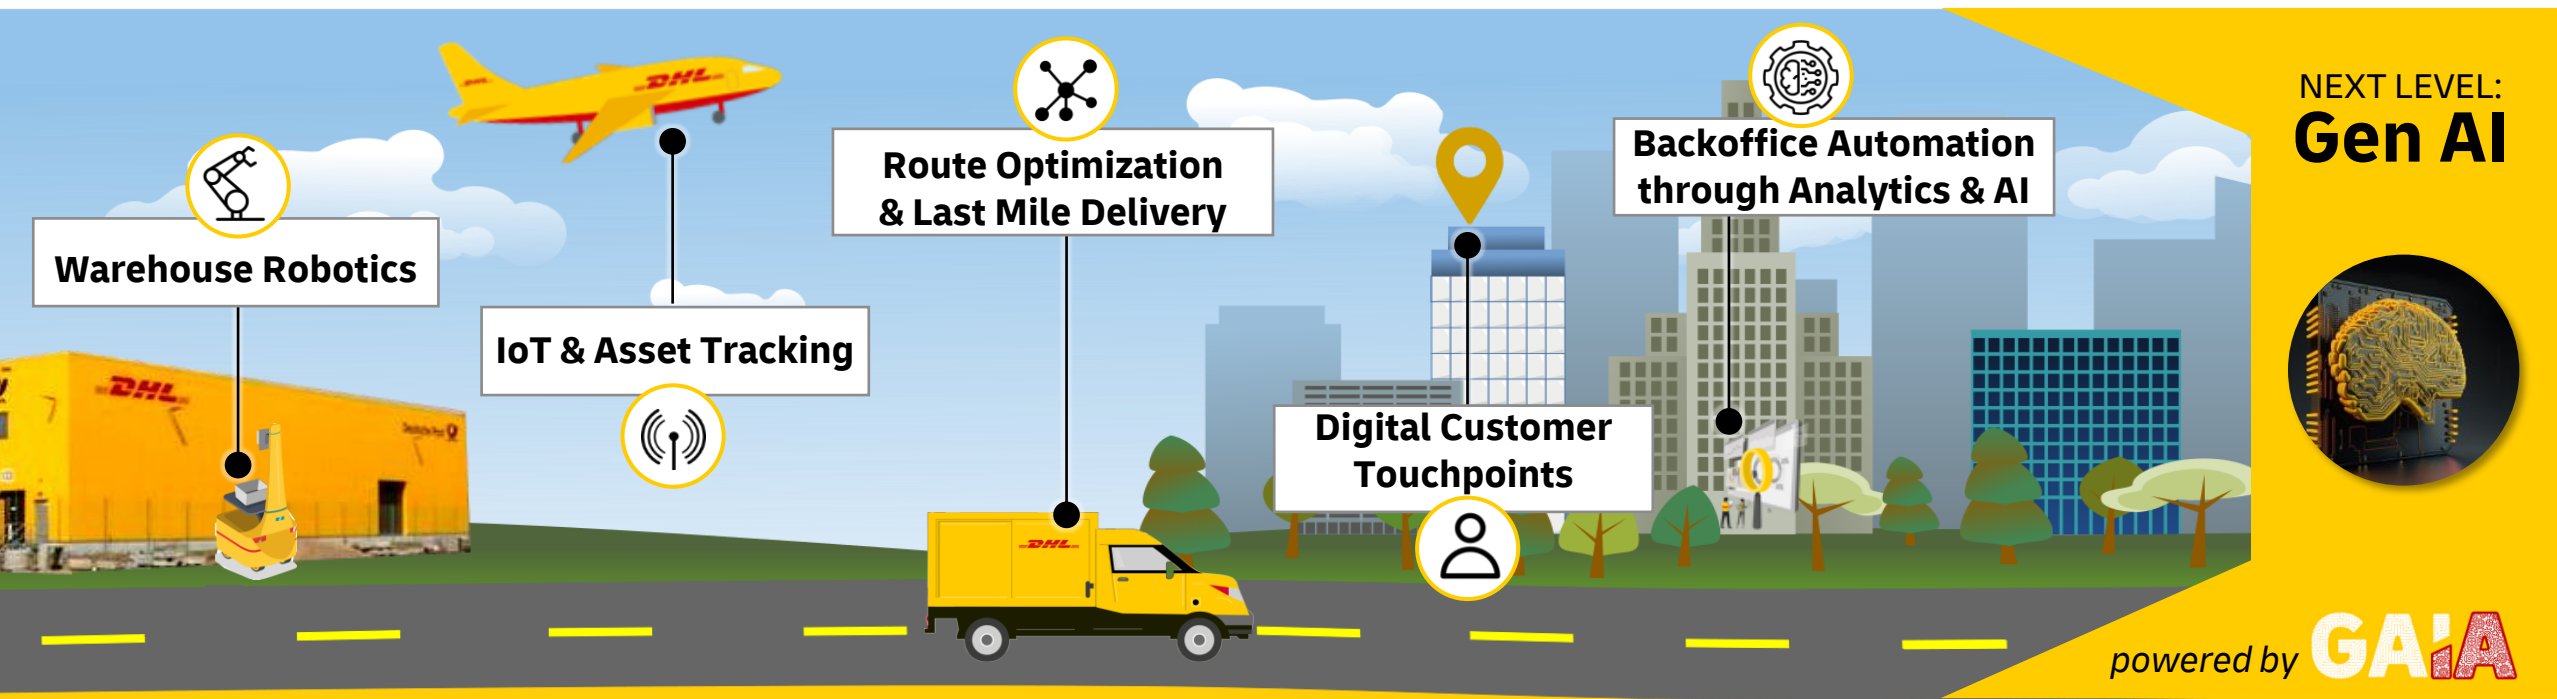 Warehouse Robotics
DHL
IoT & Asset Tracking
DHL
Route Optimization
& Last Mile Delivery
DHL
Digital Customer
Touchpoints
Backoffice Automation
through Analytics & AI
NEXT LEVEL:
Gen AI
powered by GAIA